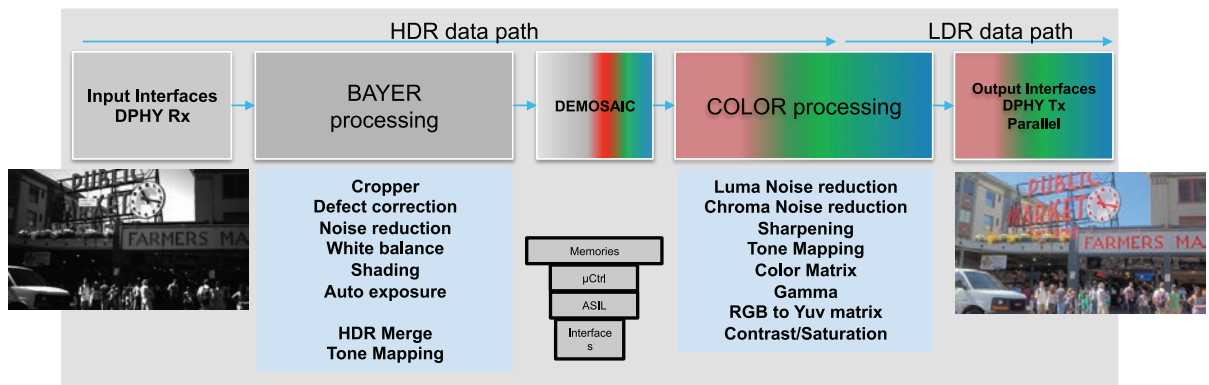 HDR data path
LDR data path
Input Interfaces
DPHY Rx
BAYER
processing
DEMOSAIC
COLOR processing
Output Interfaces
DPHY Tx
Parallel
PUBLIC
MARKET
FARMERS MA
Cropper
Defect correction
Noise reduction
White balance
Shading
Auto exposure
HDR Merge
Tone Mapping
Memories
µCtrl
ASIL
Interface
s
Luma Noise reduction
Chroma Noise reduction
Sharpening
Tone Mapping
Color Matrix
Gamma
RGB to Yuv matrix
Contrast/Saturation
PUBLIC
MARKET
FARMERS MA